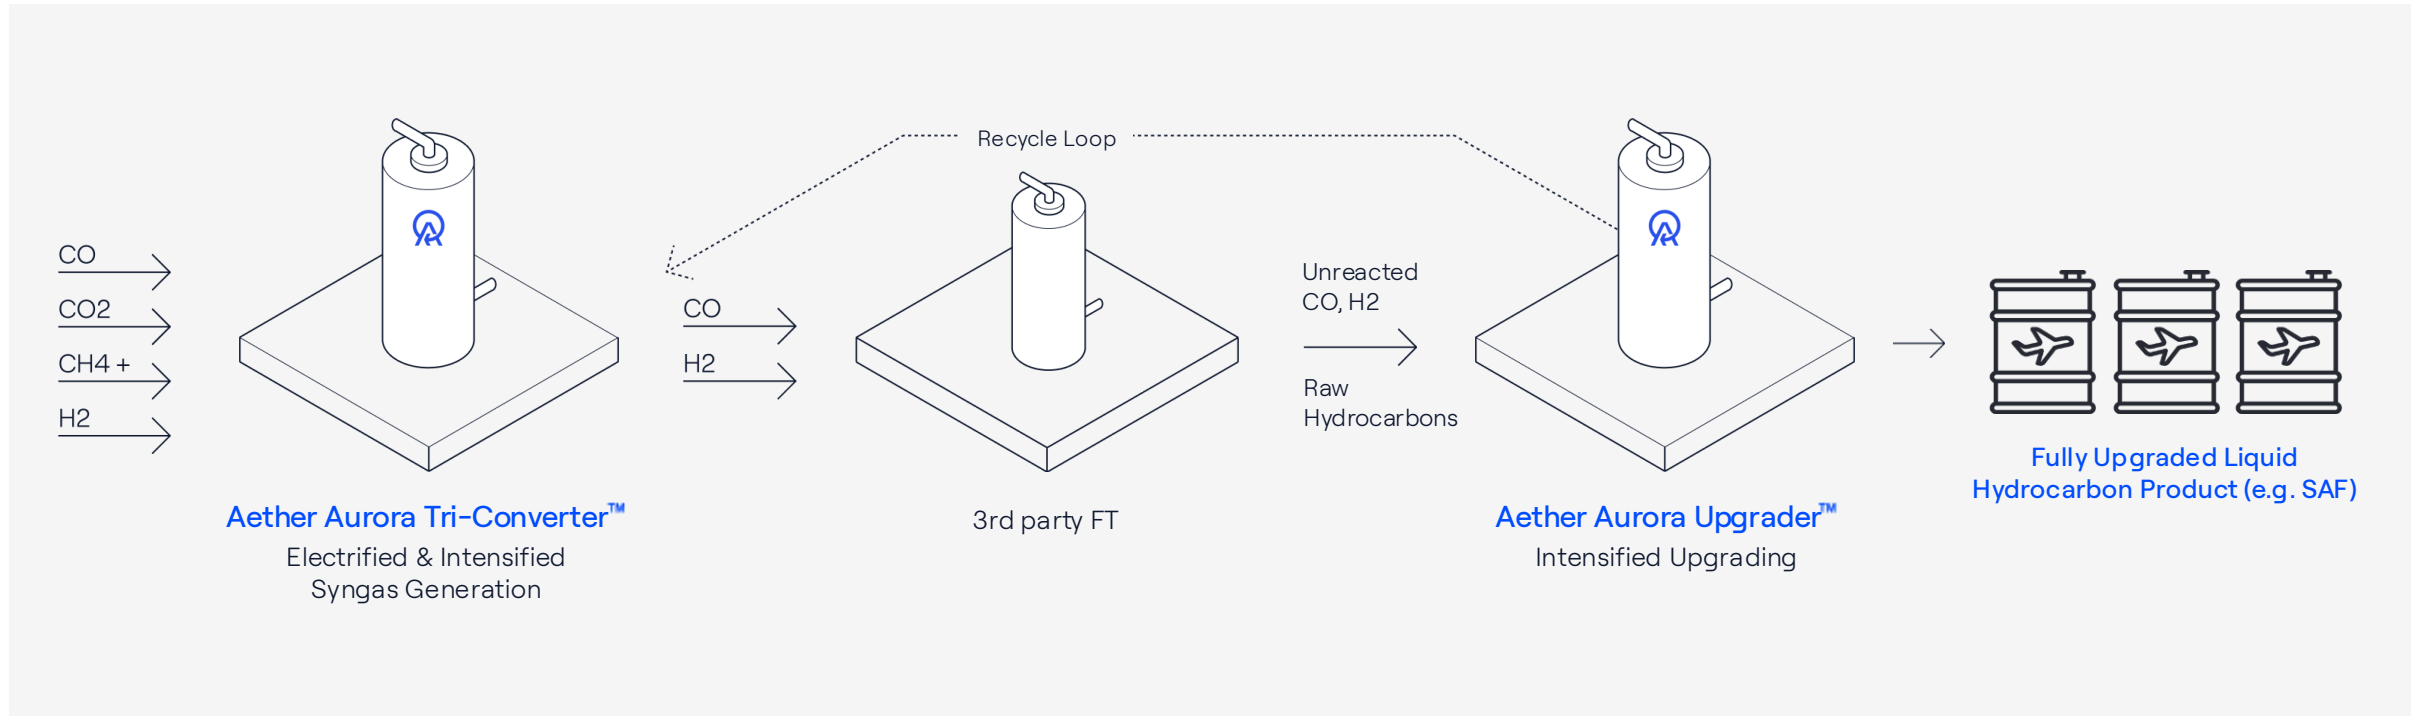 CO
CO2
CH4 +
H2
Aether Aurora Tri-Converter™
Electrified & Intensified
Syngas Generation
Recycle Loop
CO
H2
3rd party FT
Unreacted
CO, H2
Raw
Hydrocarbons
Aether Aurora Upgrader™
Intensified Upgrading
Fully Upgraded Liquid
Hydrocarbon Product (e.g. SAF)